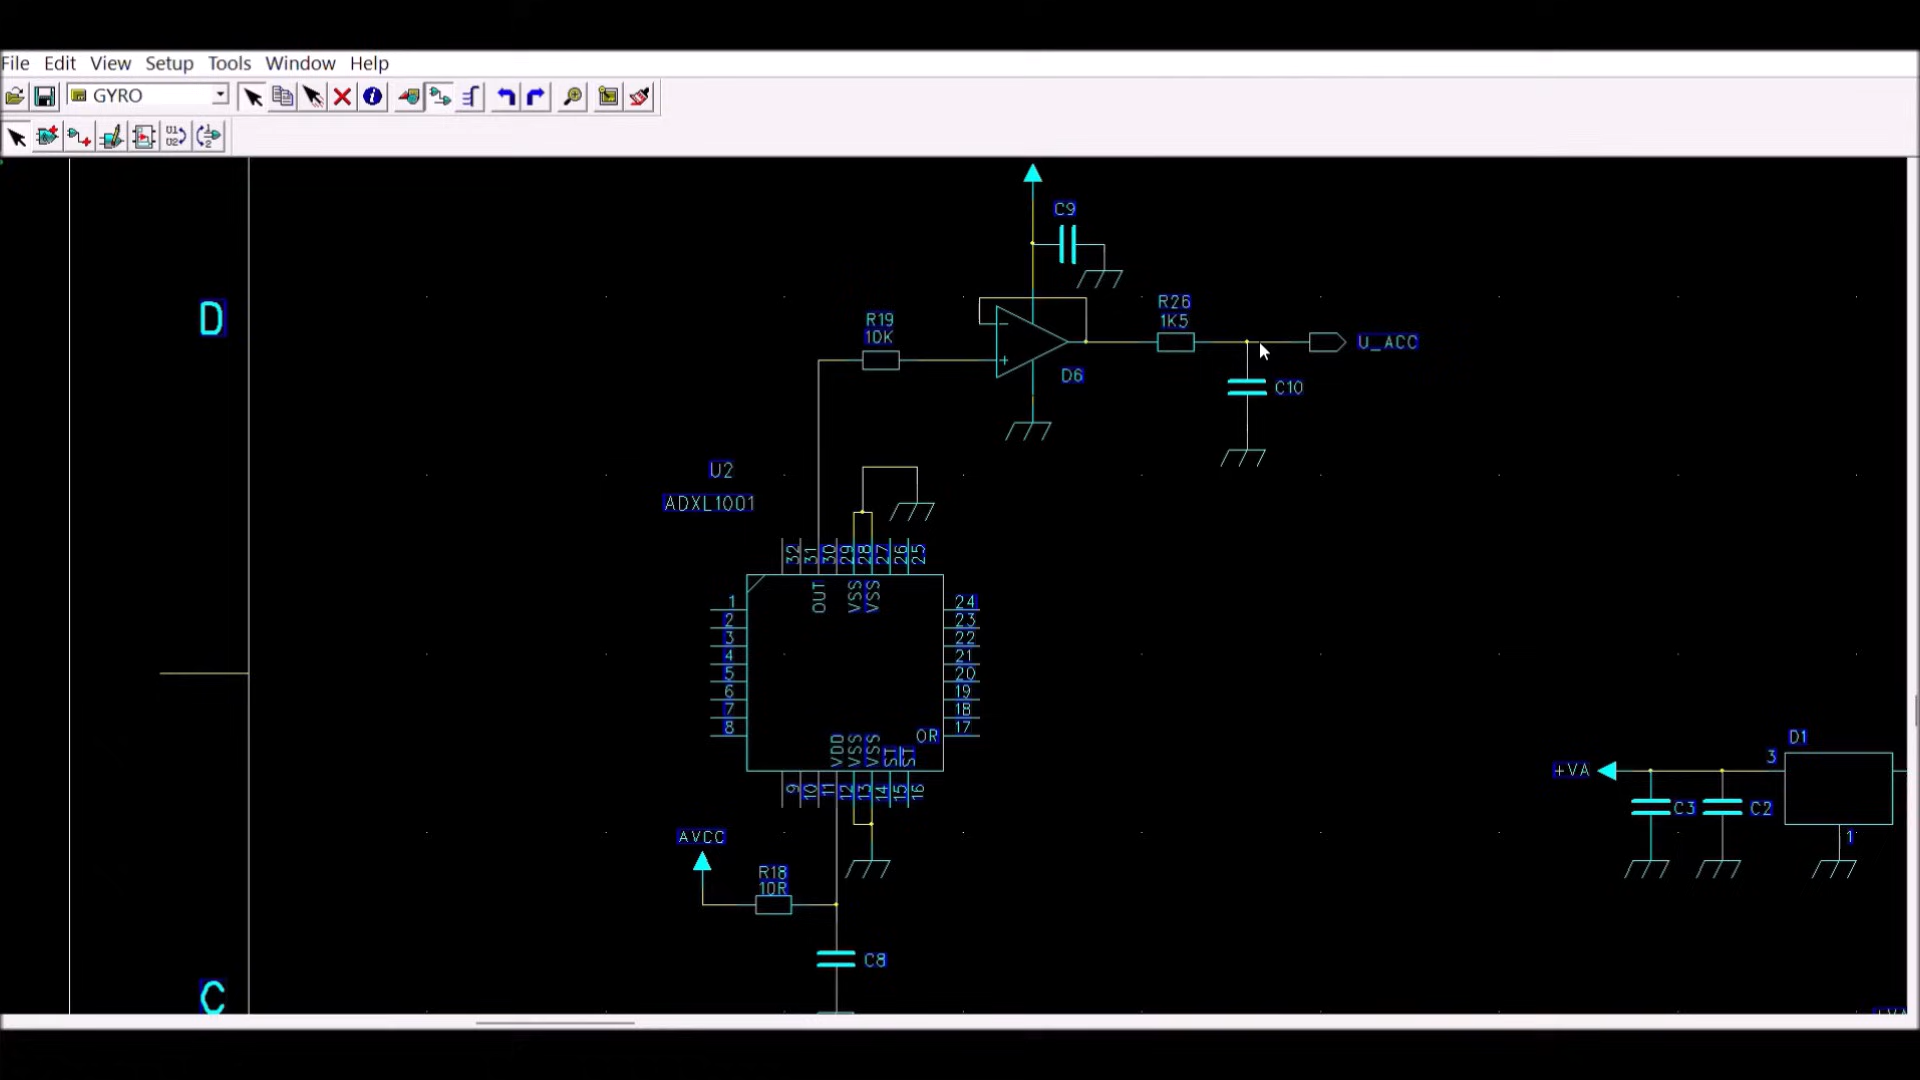 File Edit View Setup Tools Window Help
GYRO
C9
D
R26
1K5
R19
10K
U_ACC
D6
C10
U2
ADXL1001
32 31 30 29 28 27 26 25
OUT VSS VSS
1 24
2 23
3 22
4 21
5 20
6 19
7 18
8 17
OR
VDD VSS VSS ST ST
9 10 11 12 13 14 15 16
D1
3
+VA
C3 C2
1
AVCC
R18
10R
C8
C